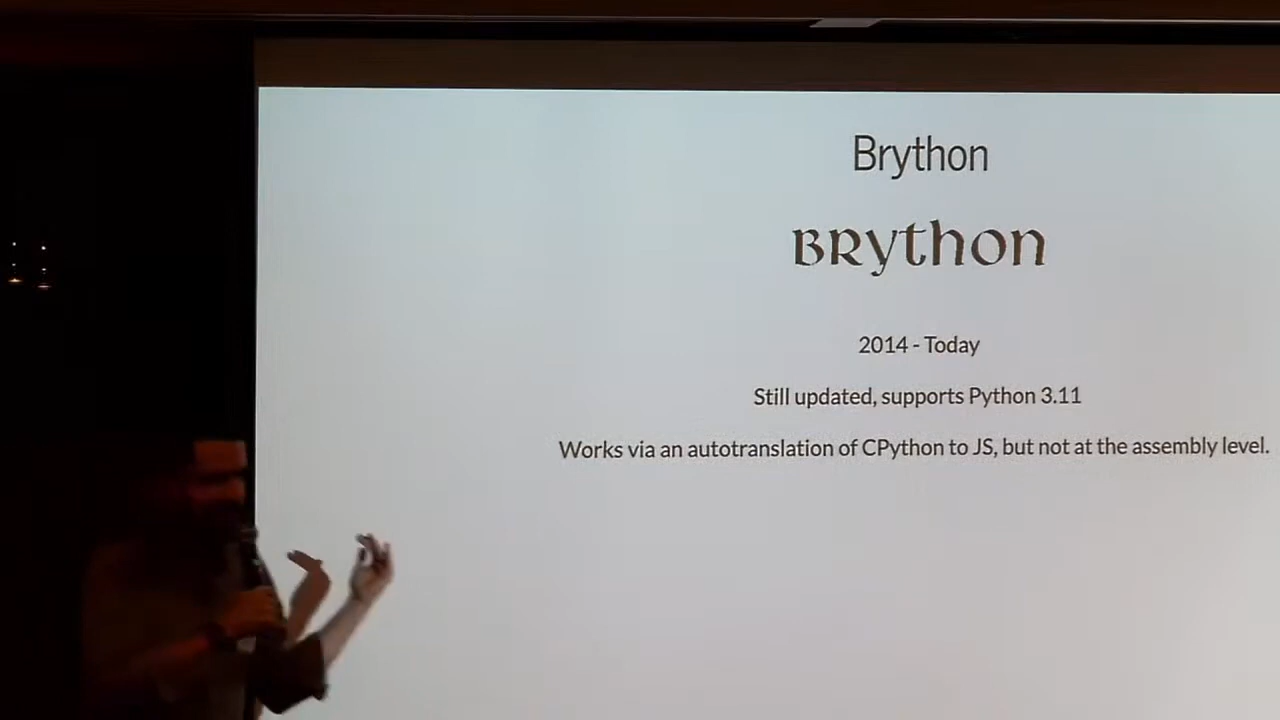 Brython
BRython
2014 - Today
Still updated, supports Python 3.11
Works via an autotranslation of CPython to JS, but not at the assembly level.